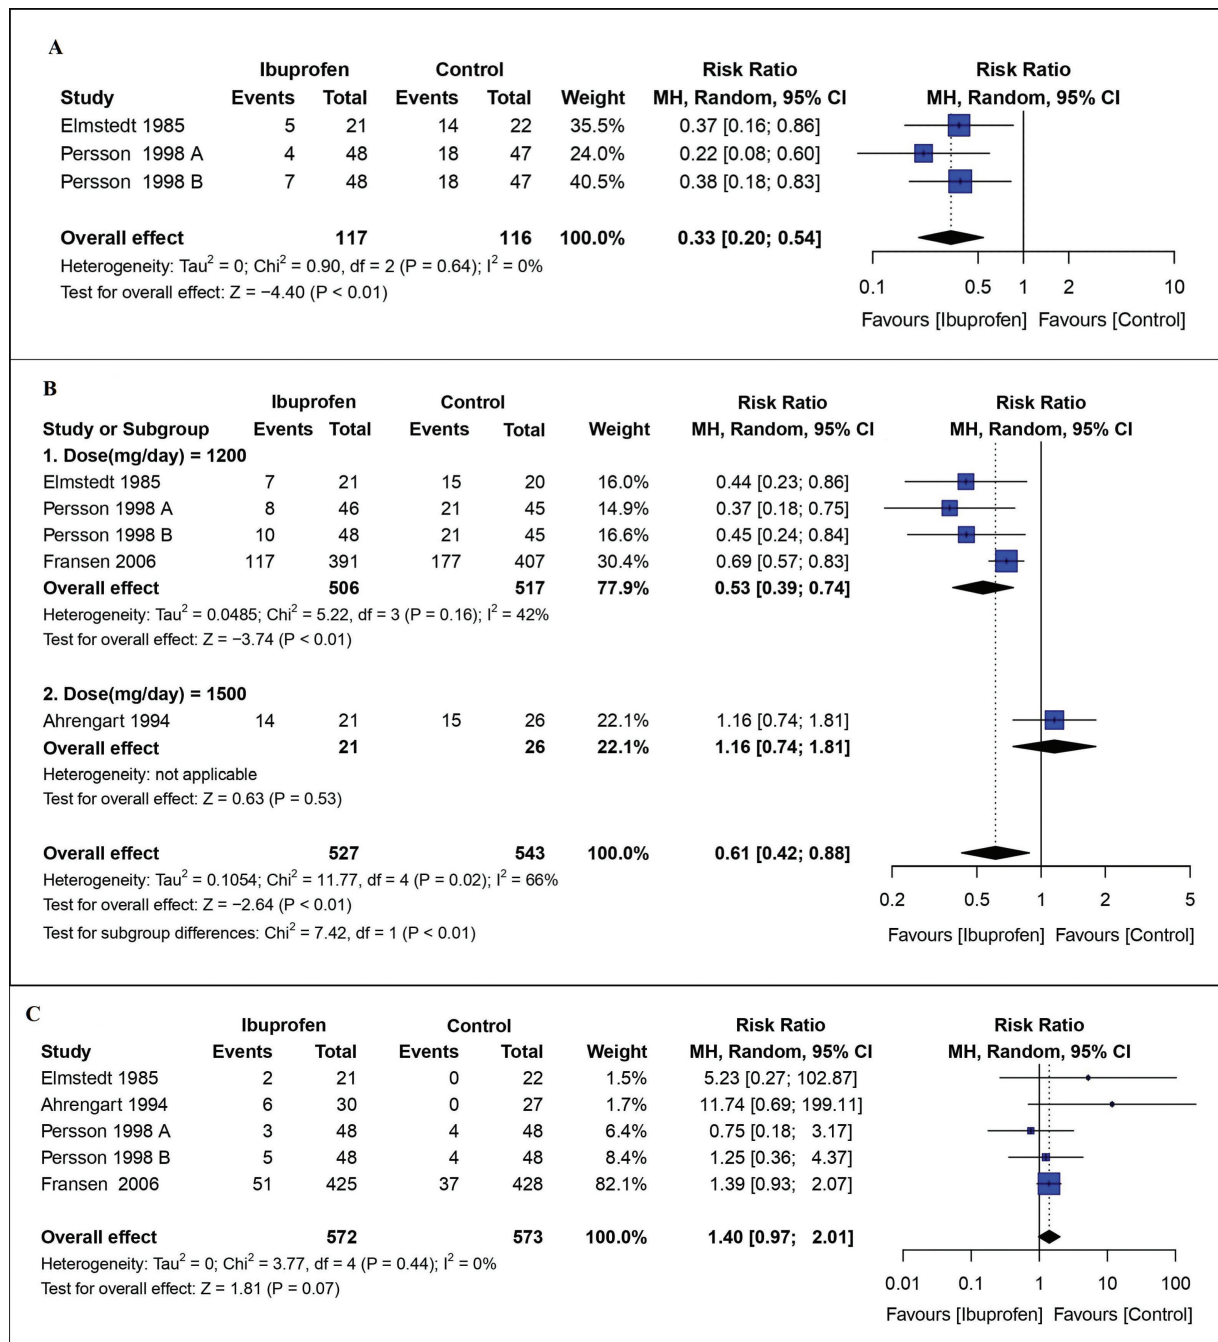 A
Ibuprofen Control Risk Ratio Risk Ratio
Study Events Total Events Total Weight MH, Random, 95% CI MH, Random, 95% CI
Elmstedt 1985 5 21 14 22 35.5% 0.37 [0.16; 0.86]
Persson 1998 A 4 48 18 47 24.0% 0.22 [0.08; 0.60]
Persson 1998 B 7 48 18 47 40.5% 0.38 [0.18; 0.83]
Overall effect 117 116 100.0% 0.33 [0.20; 0.54]
Heterogeneity: Tau² = 0; Chi² = 0.90, df = 2 (P = 0.64); I² = 0%
Test for overall effect: Z = −4.40 (P < 0.01)
0.1 0.5 1 2 10
Favours [Ibuprofen] Favours [Control]
B
Ibuprofen Control Risk Ratio Risk Ratio
Study or Subgroup Events Total Events Total Weight MH, Random, 95% CI MH, Random, 95% CI
1. Dose(mg/day) = 1200
Elmstedt 1985 7 21 15 20 16.0% 0.44 [0.23; 0.86]
Persson 1998 A 8 46 21 45 14.9% 0.37 [0.18; 0.75]
Persson 1998 B 10 48 21 45 16.6% 0.45 [0.24; 0.84]
Fransen 2006 117 391 177 407 30.4% 0.69 [0.57; 0.83]
Overall effect 506 517 77.9% 0.53 [0.39; 0.74]
Heterogeneity: Tau² = 0.0485; Chi² = 5.22, df = 3 (P = 0.16); I² = 42%
Test for overall effect: Z = −3.74 (P < 0.01)
2. Dose(mg/day) = 1500
Ahrengart 1994 14 21 15 26 22.1% 1.16 [0.74; 1.81]
Overall effect 21 26 22.1% 1.16 [0.74; 1.81]
Heterogeneity: not applicable
Test for overall effect: Z = 0.63 (P = 0.53)
Overall effect 527 543 100.0% 0.61 [0.42; 0.88]
Heterogeneity: Tau² = 0.1054; Chi² = 11.77, df = 4 (P = 0.02); I² = 66%
Test for overall effect: Z = −2.64 (P < 0.01)
Test for subgroup differences: Chi² = 7.42, df = 1 (P < 0.01)
0.2 0.5 1 2 5
Favours [Ibuprofen] Favours [Control]
C
Ibuprofen Control Risk Ratio Risk Ratio
Study Events Total Events Total Weight MH, Random, 95% CI MH, Random, 95% CI
Elmstedt 1985 2 21 0 22 1.5% 5.23 [0.27; 102.87]
Ahrengart 1994 6 30 0 27 1.7% 11.74 [0.69; 199.11]
Persson 1998 A 3 48 4 48 6.4% 0.75 [0.18; 3.17]
Persson 1998 B 5 48 4 48 8.4% 1.25 [0.36; 4.37]
Fransen 2006 51 425 37 428 82.1% 1.39 [0.93; 2.07]
Overall effect 572 573 100.0% 1.40 [0.97; 2.01]
Heterogeneity: Tau² = 0; Chi² = 3.77, df = 4 (P = 0.44); I² = 0%
Test for overall effect: Z = 1.81 (P = 0.07)
0.01 0.1 1 10 100
Favours [Ibuprofen] Favours [Control]